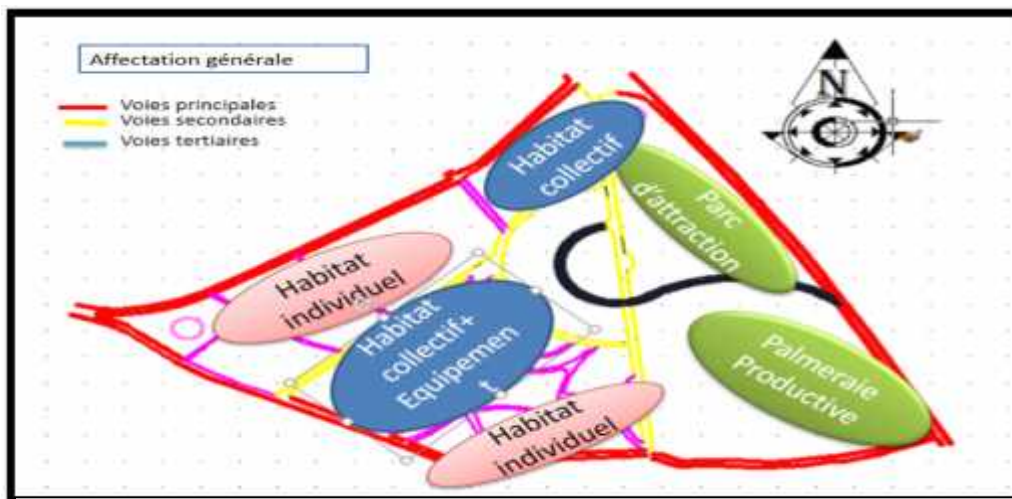 Affectation générale
Voies principales
Voies secondaires
Voies tertiaires
N
C
Habitat
collectif
Parc
d'attraction
Habitat
individuel
Habitat
collectif+
Equipemen
t
Palmeraie
Productive
Habitat
individuel